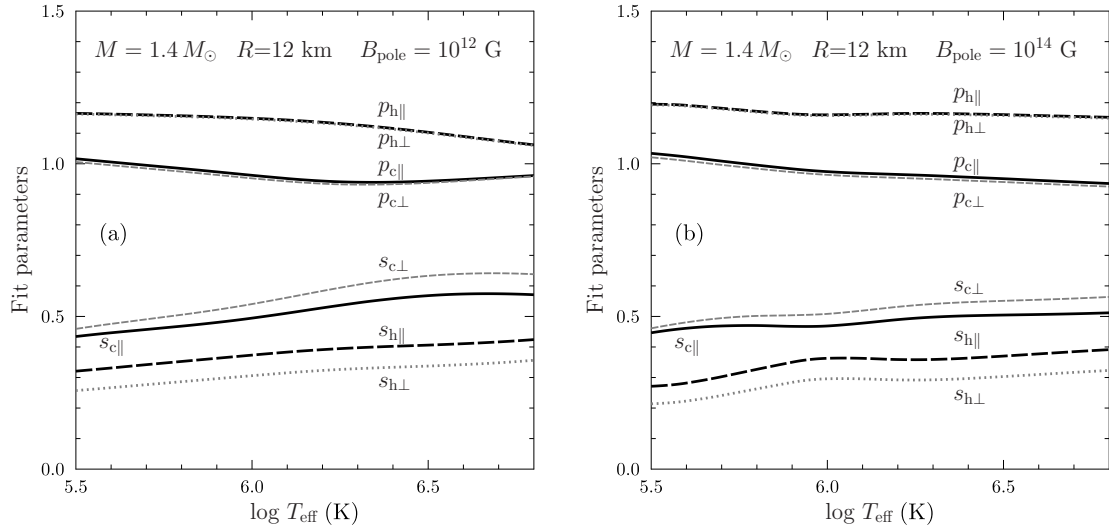 Fit parameters
1.5
1.0
0.5
0.0
M = 1.4 M⊙ R=12 km B_pole = 10^12 G
p_h∥
p_h⊥
p_c∥
p_c⊥
(a)
s_c⊥
s_c∥
s_h∥
s_h⊥
5.5 6.0 6.5
log T_eff (K)
Fit parameters
1.5
1.0
0.5
0.0
M = 1.4 M⊙ R=12 km B_pole = 10^14 G
p_h∥
p_h⊥
p_c∥
p_c⊥
(b)
s_c⊥
s_c∥
s_h∥
s_h⊥
5.5 6.0 6.5
log T_eff (K)